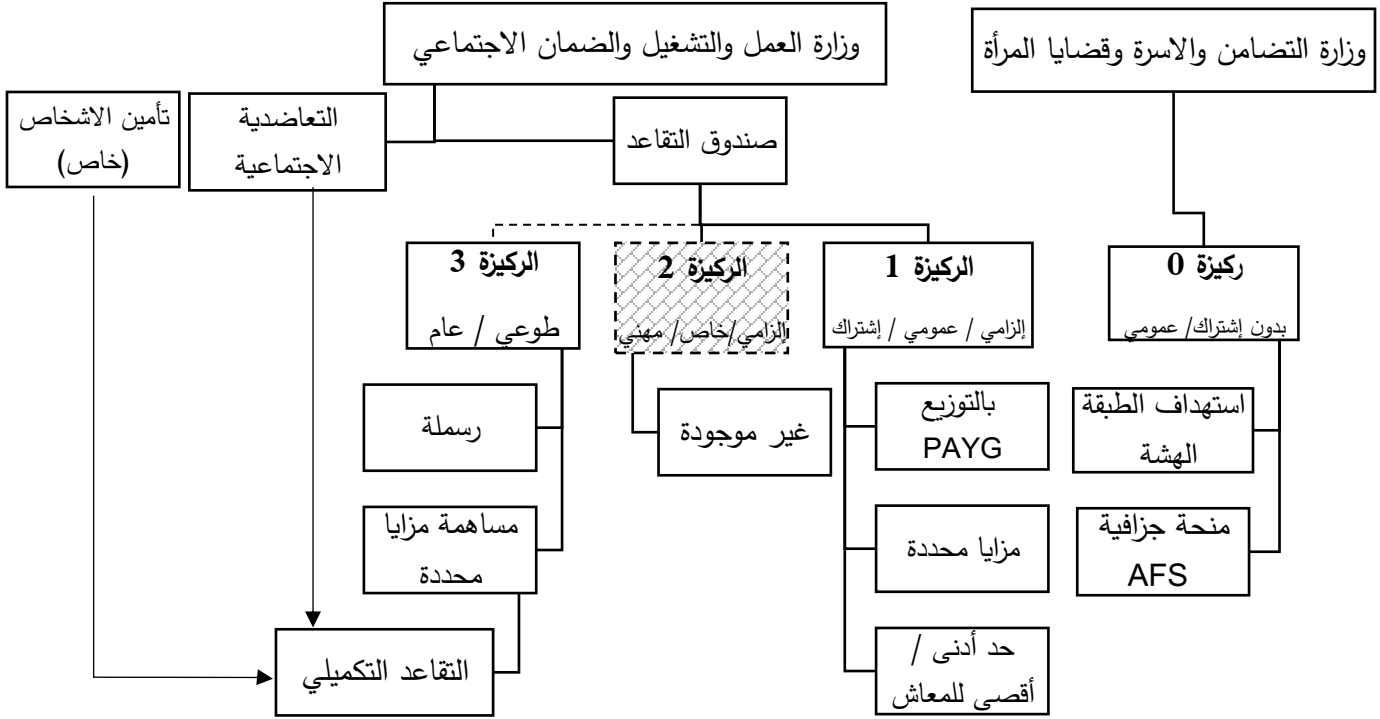 وزارة التضامن والاسرة وقضايا المرأة
وزارة العمل والتشغيل والضمان الاجتماعي
صندوق التقاعد
التعاضدية
الاجتماعية
تأمين الاشخاص
(خاص)
ركيزة 0
بدون إشتراك/ عمومي
استهداف الطبقة
الهشة
منحة جزافية
AFS
الركيزة 1
إلزامي / عمومي / إشتراك
بالتوزيع
PAYG
مزايا محددة
حد أدنى /
أقصى للمعاش
الركيزة 2
إلزامي/خاص/ مهني
غير موجودة
الركيزة 3
طوعي / عام
رسملة
مساهمة مزايا
محددة
التقاعد التكميلي